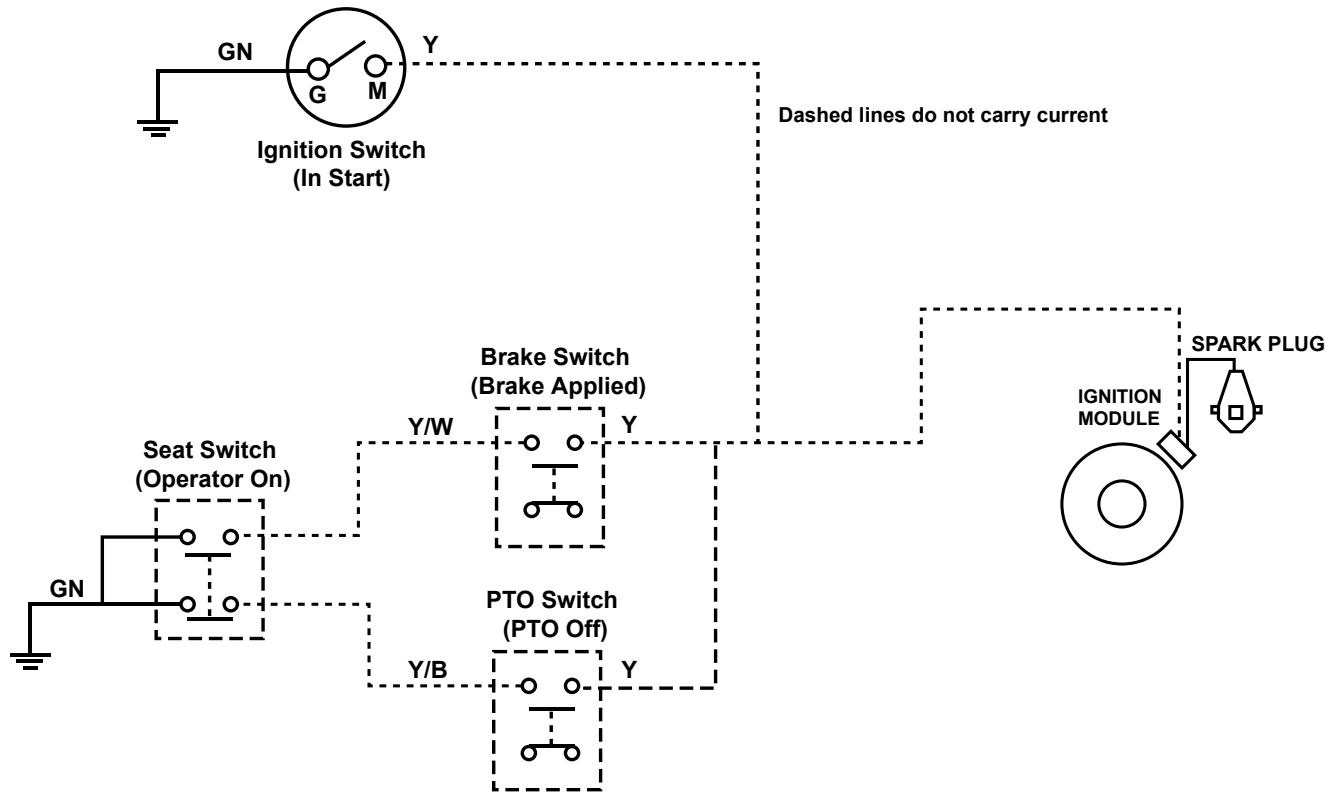 GN
Y
G
M
Ignition Switch
(In Start)
Dashed lines do not carry current
SPARK PLUG
IGNITION
MODULE
Brake Switch
(Brake Applied)
Y/W
Y
Seat Switch
(Operator On)
GN
PTO Switch
(PTO Off)
Y/B
Y